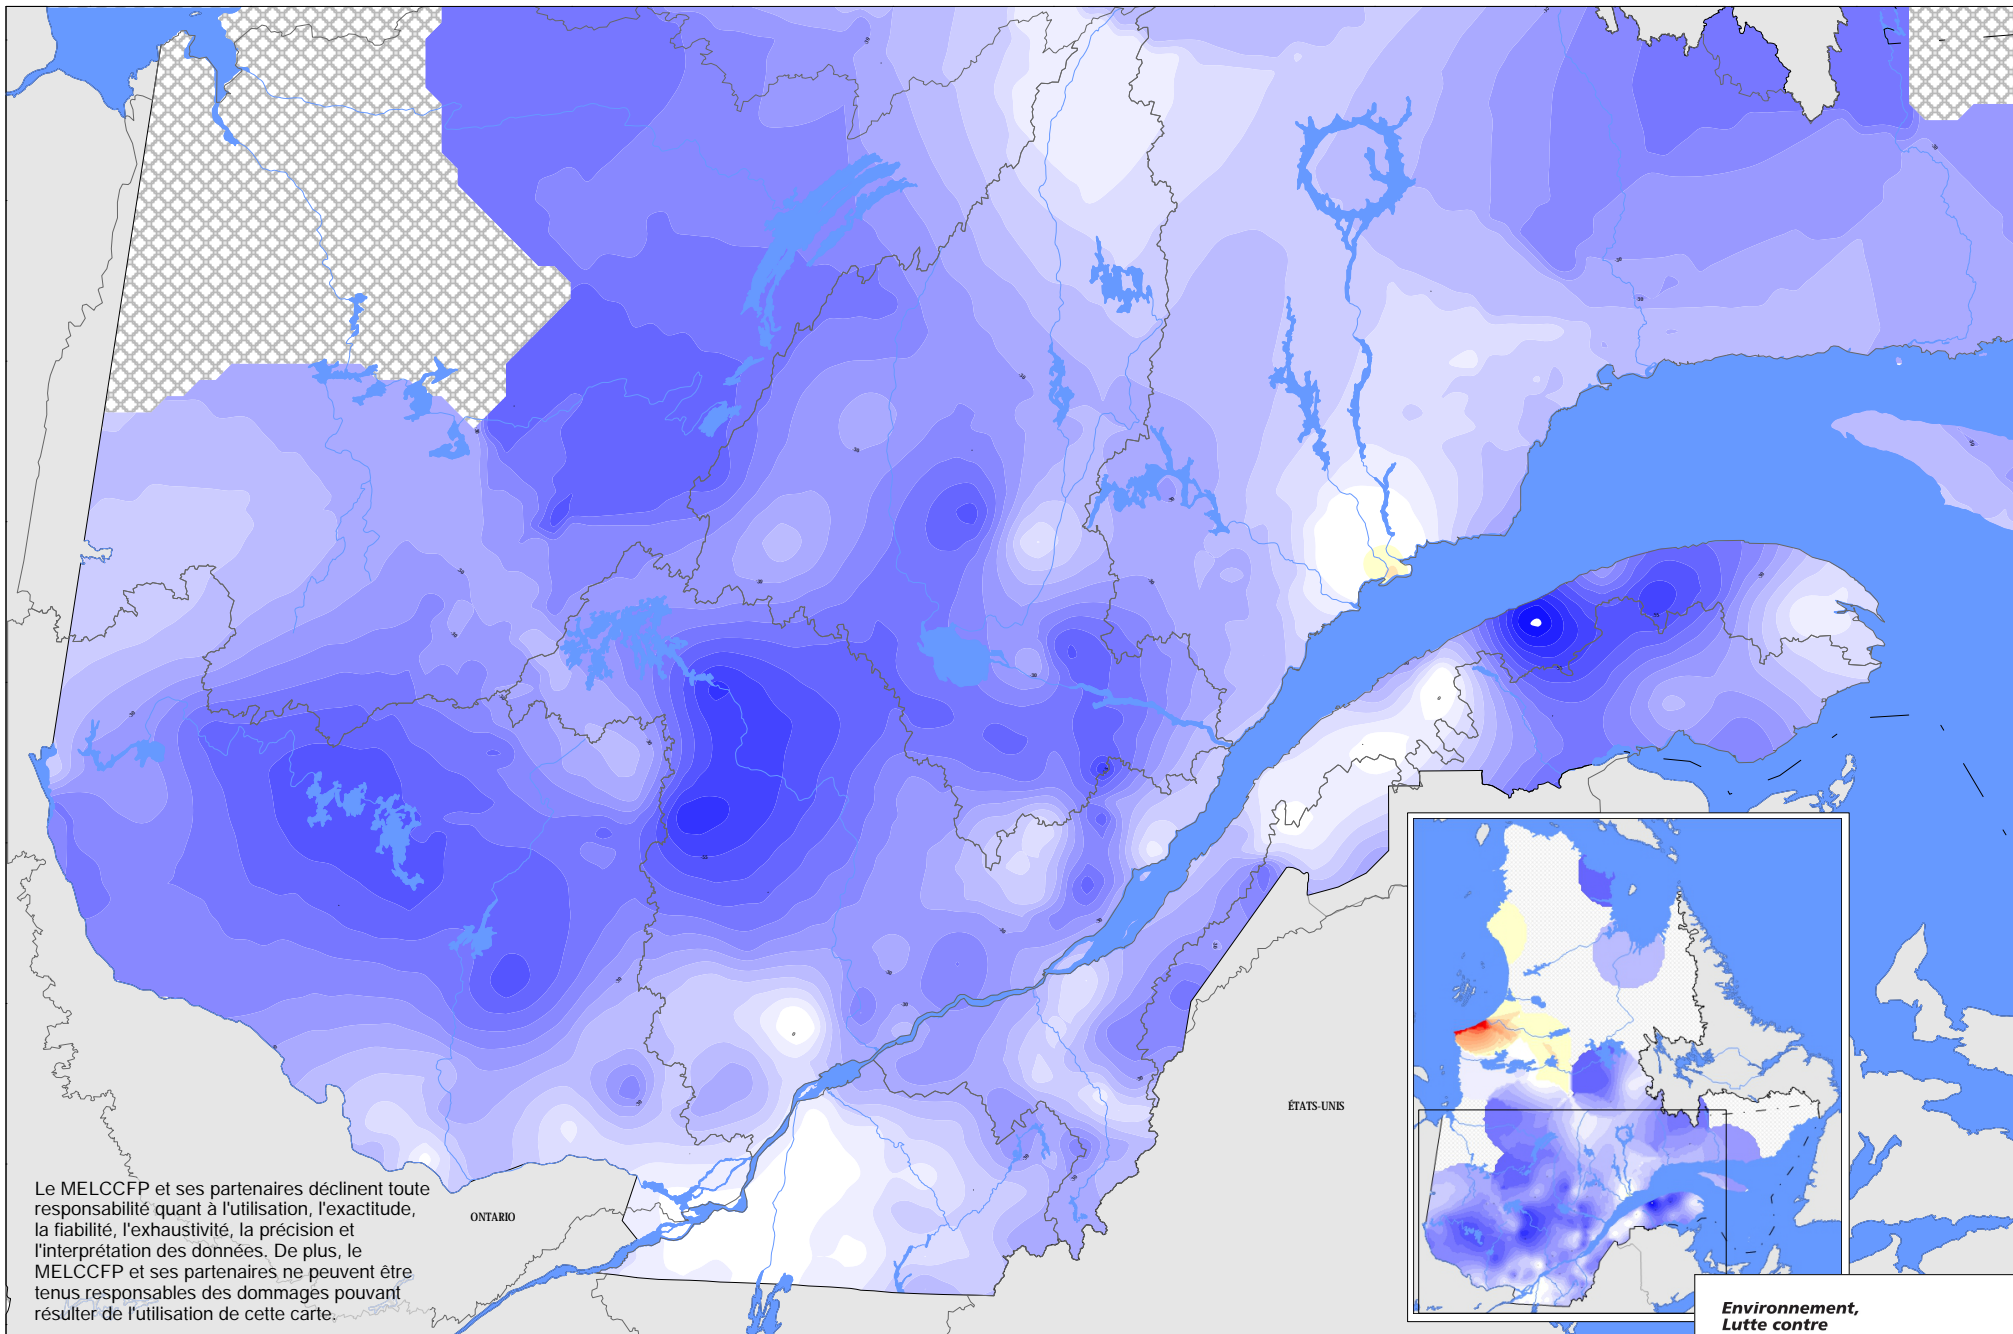 ÉTATS-UNIS
Le MELCCFP et ses partenaires déclinent toute
responsabilité quant à l'utilisation, l'exactitude,
la fiabilité, l'exhaustivité, la précision et
l'interprétation des données. De plus, le
MELCCFP et ses partenaires ne peuvent être
tenus responsables des dommages pouvant
résulter de l'utilisation de cette carte.
ONTARIO
Environnement,
Lutte contre